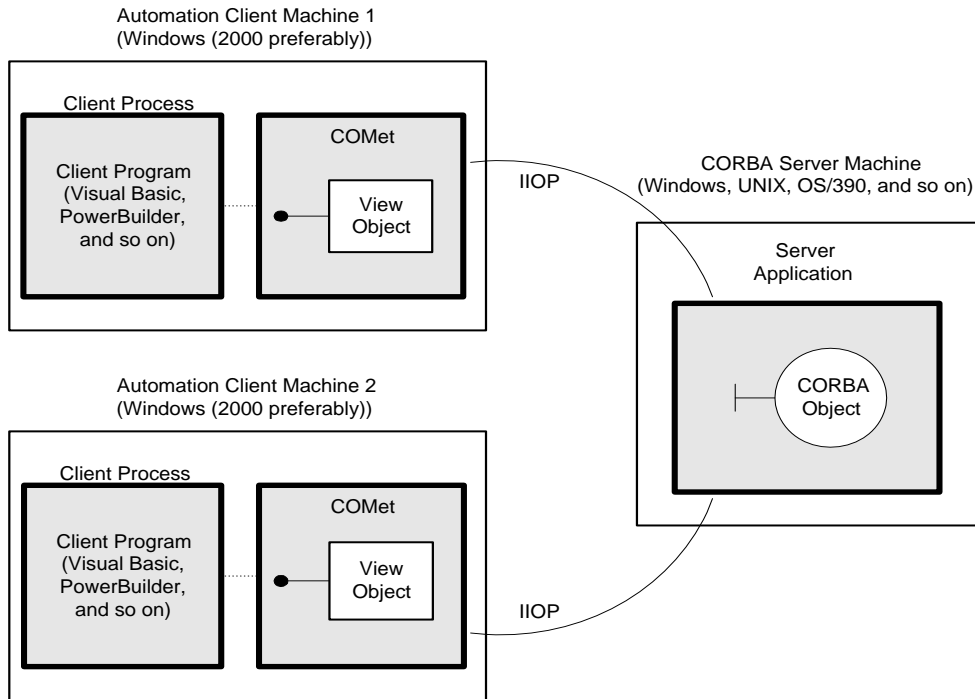 Automation Client Machine 1
(Windows (2000 preferably))
Client Process
Client Program
(Visual Basic,
PowerBuilder,
and so on)
COMet
View
Object
IIOP
CORBA Server Machine
(Windows, UNIX, OS/390, and so on)
Server
Application
CORBA
Object
Automation Client Machine 2
(Windows (2000 preferably))
Client Process
Client Program
(Visual Basic,
PowerBuilder,
and so on)
COMet
View
Object
IIOP